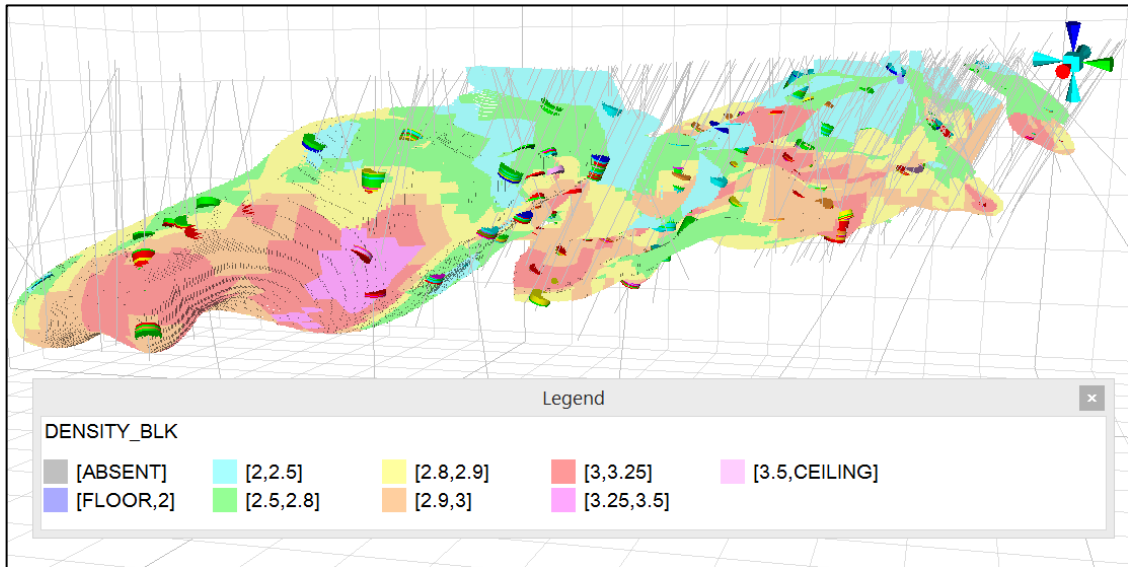 Legend
×
DENSITY_BLK
[ABSENT] [2,2.5] [2.8,2.9] [3,3.25] [3.5,CEILING]
[FLOOR,2] [2.5,2.8] [2.9,3] [3.25,3.5]